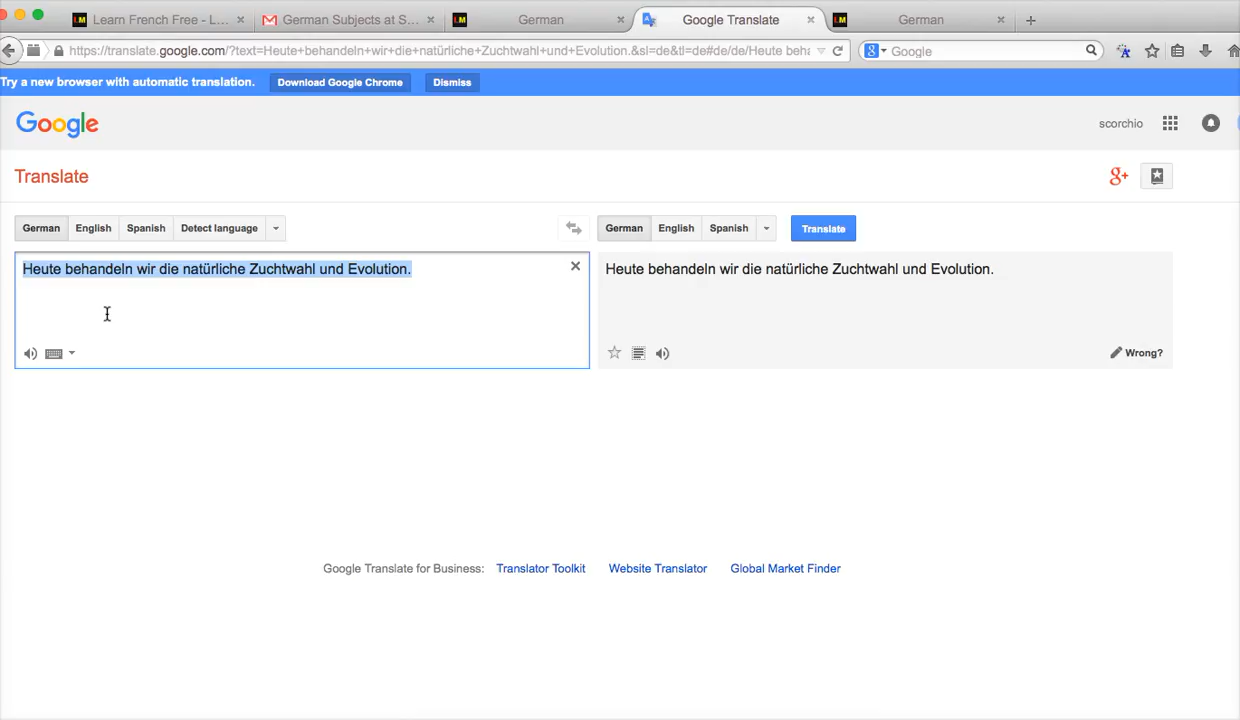 Learn French Free - L...
German Subjects at S...
German
Google Translate
German
https://translate.google.com/?text=Heute+behandeln+wir+die+natürliche+Zuchtwahl+und+Evolution.&sl=de&tl=de#de/de/Heute beha
Google
Try a new browser with automatic translation.
Download Google Chrome
Dismiss
Google
scorchio
Translate
g+
German
English
Spanish
Detect language
German
English
Spanish
Translate
Heute behandeln wir die natürliche Zuchtwahl und Evolution.
Heute behandeln wir die natürliche Zuchtwahl und Evolution.
Wrong?
Google Translate for Business:
Translator Toolkit
Website Translator
Global Market Finder